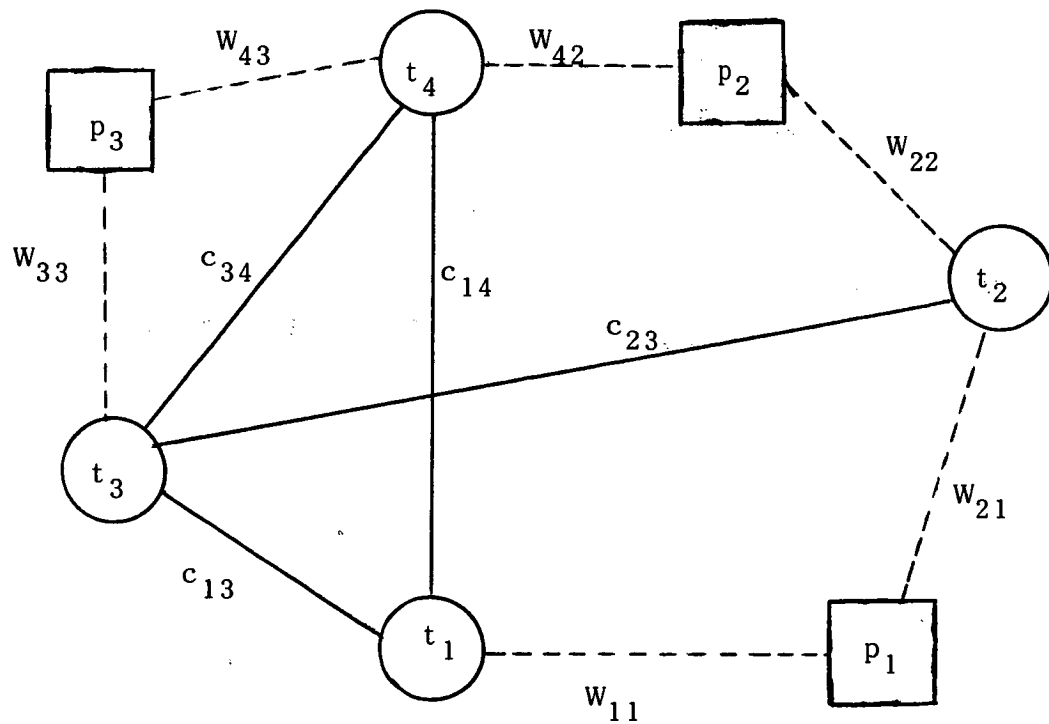 W₄₃
W₄₂
t₄
p₂
p₃
W₂₂
W₃₃
c₃₄
c₁₄
t₂
c₂₃
t₃
W₂₁
c₁₃
t₁
p₁
W₁₁